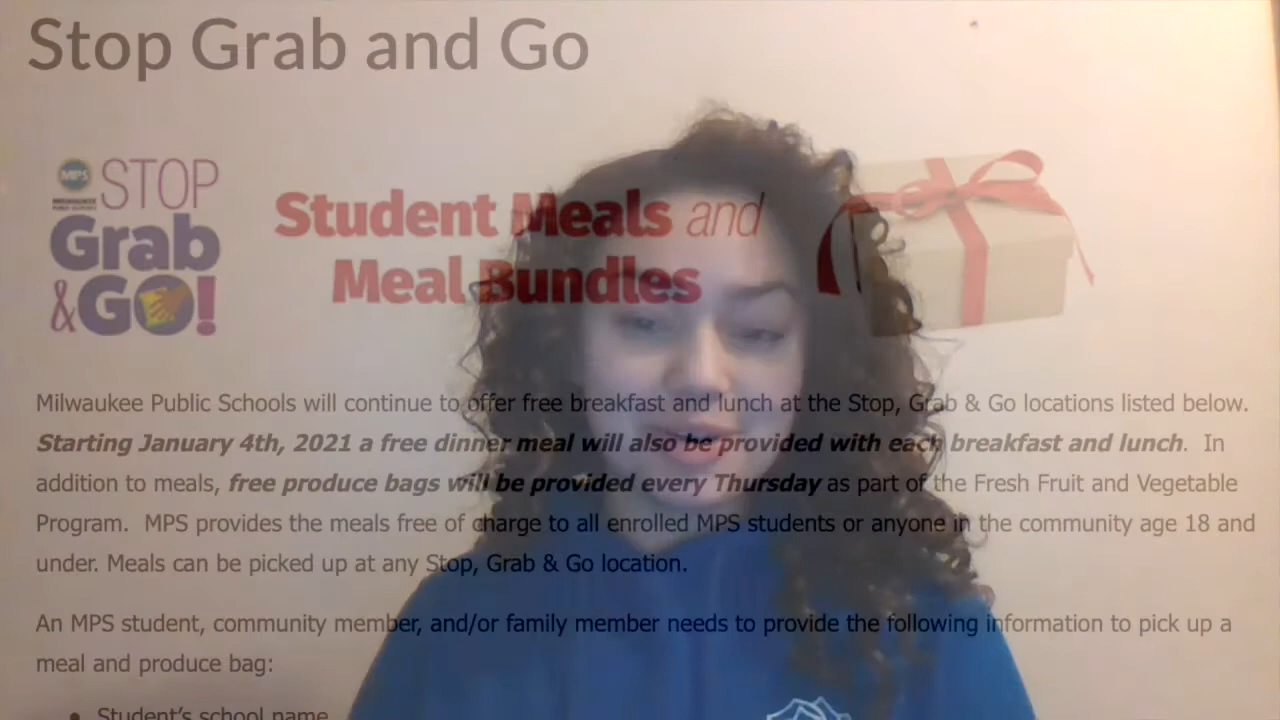 Stop Grab and Go
MPS
STOP
Grab
&GO!
Student Meals and
Meal Bundles
Milwaukee Public Schools will continue to offer free breakfast and lunch at the Stop, Grab & Go locations listed below.
Starting January 4th, 2021 a free dinner meal will also be provided with each breakfast and lunch. In
addition to meals, free produce bags will be provided every Thursday as part of the Fresh Fruit and Vegetable
Program. MPS provides the meals free of charge to all enrolled MPS students or anyone in the community age 18 and
under. Meals can be picked up at any Stop, Grab & Go location.
An MPS student, community member, and/or family member needs to provide the following information to pick up a
meal and produce bag:
• Student's school name